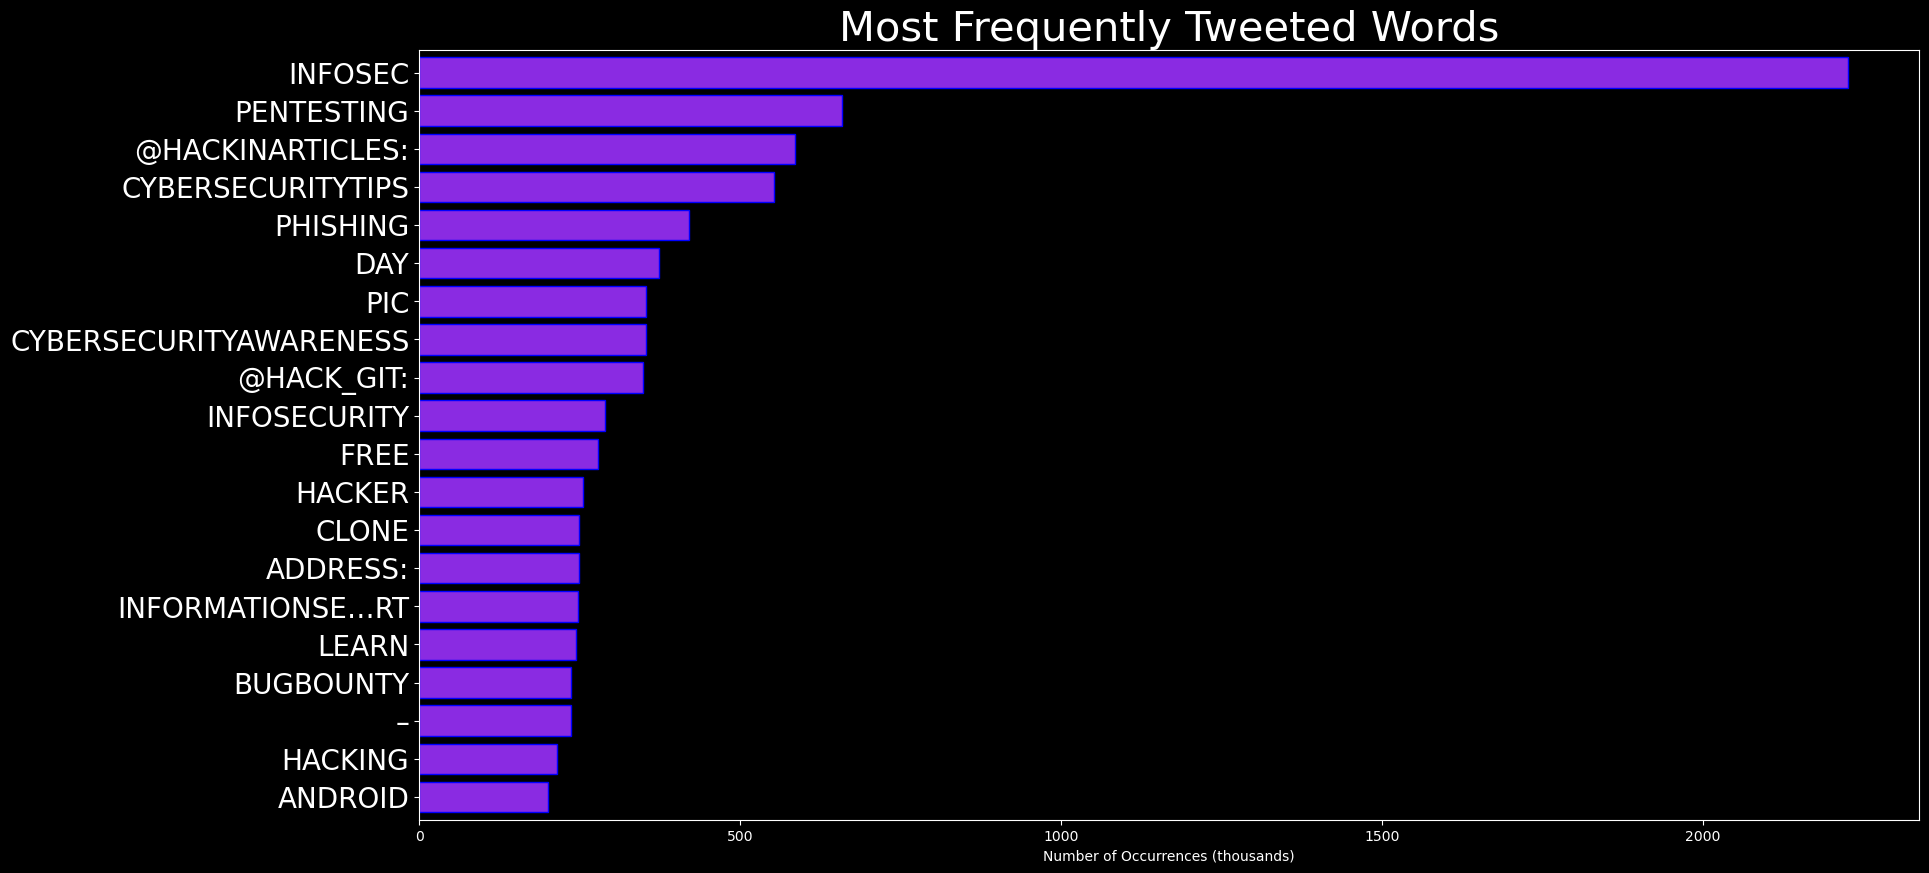 Most Frequently Tweeted Words
INFOSEC
PENTESTING
@HACKINARTICLES:
CYBERSECURITYTIPS
PHISHING
DAY
PIC
CYBERSECURITYAWARENESS
@HACK_GIT:
INFOSECURITY
FREE
HACKER
CLONE
ADDRESS:
INFORMATIONSE…RT
LEARN
BUGBOUNTY
–
HACKING
ANDROID
0 500 1000 1500 2000
Number of Occurrences (thousands)